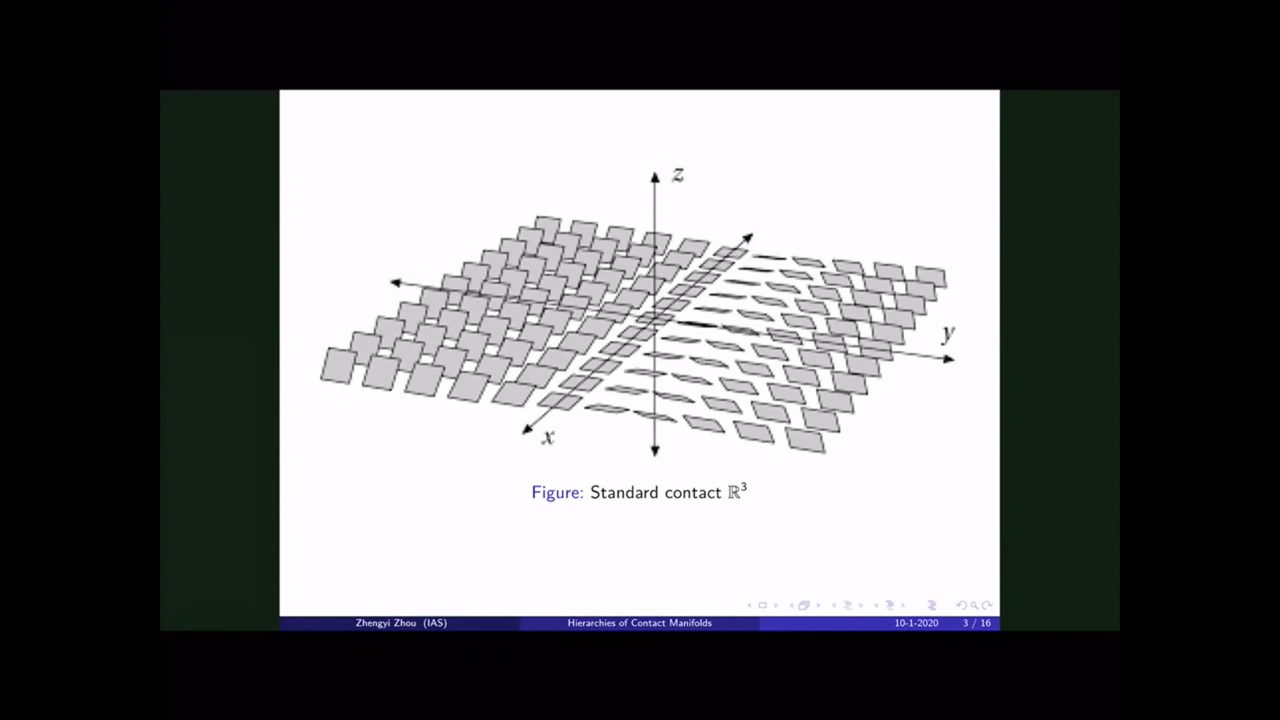 z
y
x
Figure: Standard contact ℝ³
Zhengyi Zhou (IAS)
Hierarchies of Contact Manifolds
10-1-2020
3 / 16